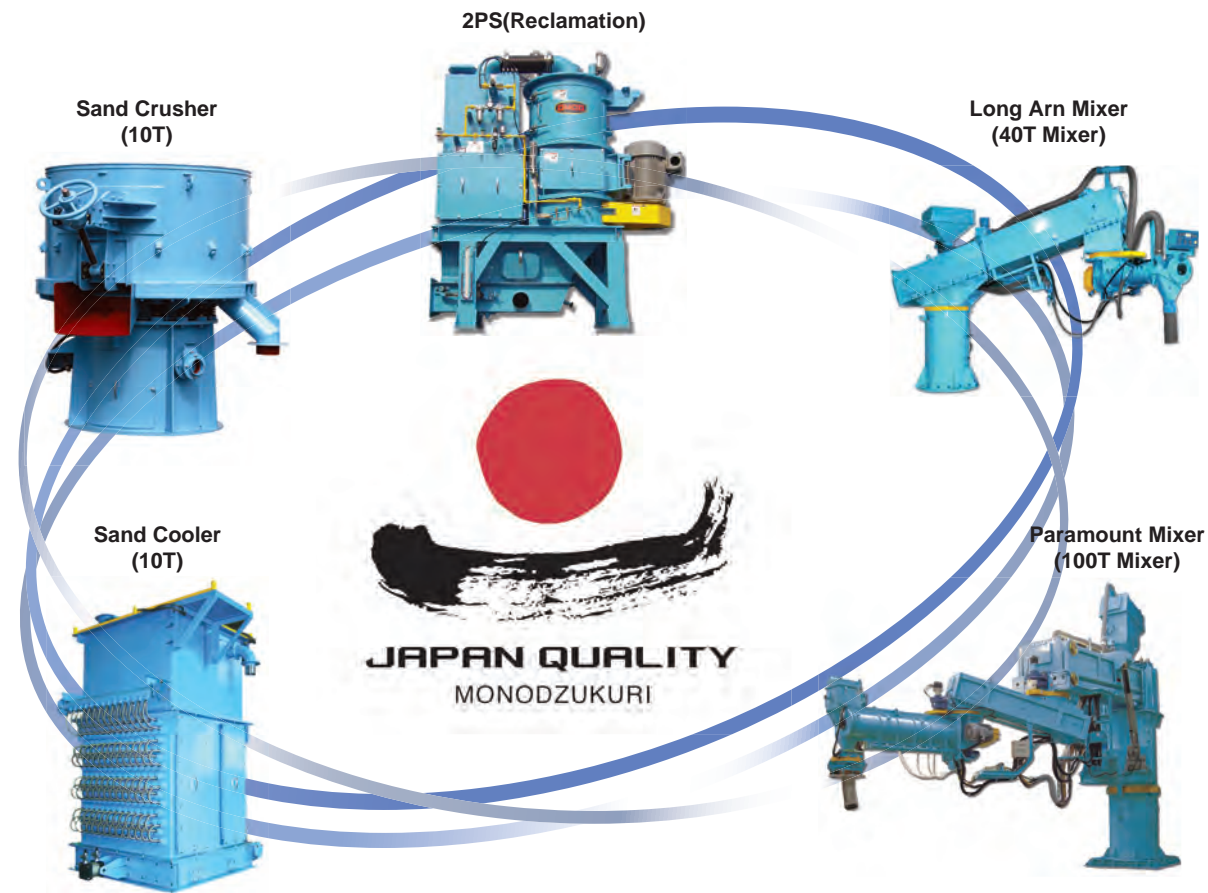 2PS(Reclamation)
Sand Crusher
(10T)
Long Arn Mixer
(40T Mixer)
Sand Cooler
(10T)
Paramount Mixer
(100T Mixer)
JAPAN QUALITY
MONODZUKURI